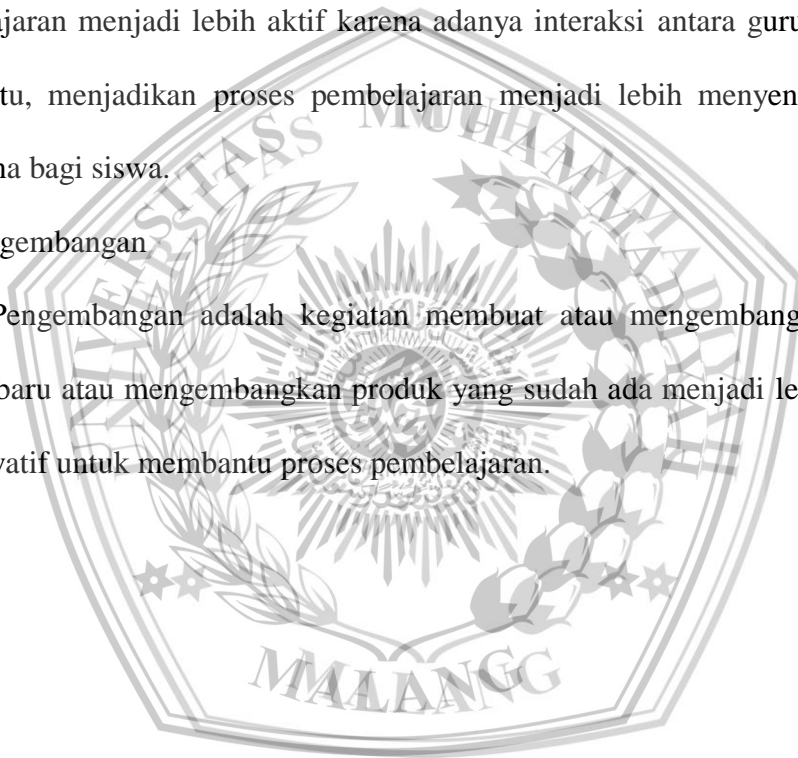 ajaran menjadi lebih aktif karena adanya interaksi antara guru
tu, menjadikan proses pembelajaran menjadi lebih menyen
na bagi siswa.
gembangan
Pengembangan adalah kegiatan membuat atau mengembang
baru atau mengembangkan produk yang sudah ada menjadi le
vatif untuk membantu proses pembelajaran.
UNIVERSITAS MUHAMMADIYAH
MALANG